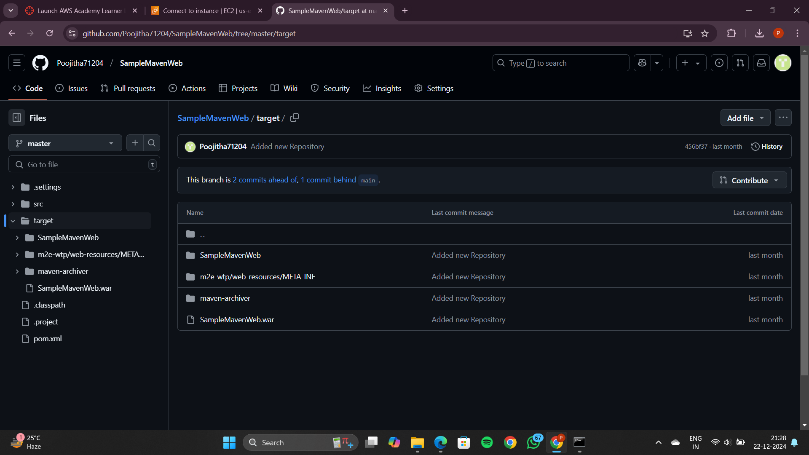 Launch AWS Academy Learner
Connect to instance | EC2 | us-e
SampleMavenWeb/target at ma
github.com/Poojitha71204/SampleMavenWeb/tree/master/target
P
Poojitha71204 / SampleMavenWeb
Type / to search
Code
Issues
Pull requests
Actions
Projects
Wiki
Security
Insights
Settings
Files
master
Go to file
T
.settings
src
target
SampleMavenWeb
m2e-wtp/web-resources/META...
maven-archiver
SampleMavenWeb.war
.classpath
.project
pom.xml
SampleMavenWeb / target /
Add file
Poojitha71204 Added new Repository
456bf37 · last month
History
This branch is 2 commits ahead of, 1 commit behind main .
Contribute
Name Last commit message Last commit date
..
SampleMavenWeb Added new Repository last month
m2e-wtp/web-resources/META-INF Added new Repository last month
maven-archiver Added new Repository last month
SampleMavenWeb.war Added new Repository last month
25°C
Haze
Search
ENG
IN
21:28
22-12-2024